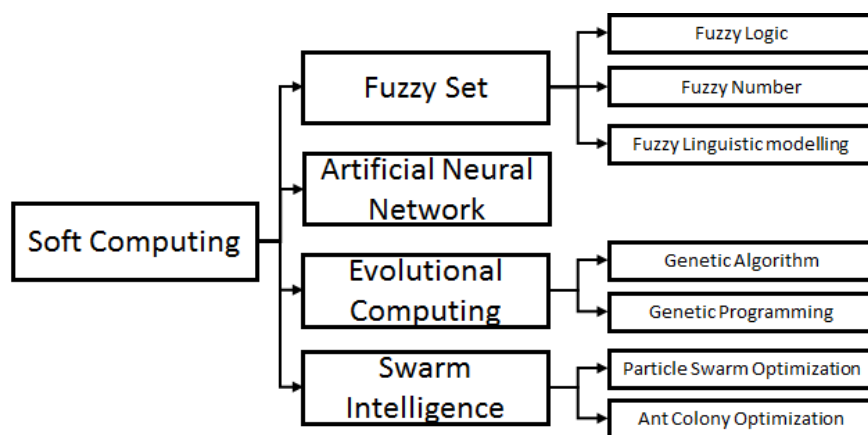 Soft Computing
Fuzzy Set
Fuzzy Logic
Fuzzy Number
Fuzzy Linguistic modelling
Artificial Neural
Network
Evolutional
Computing
Genetic Algorithm
Genetic Programming
Swarm
Intelligence
Particle Swarm Optimization
Ant Colony Optimization